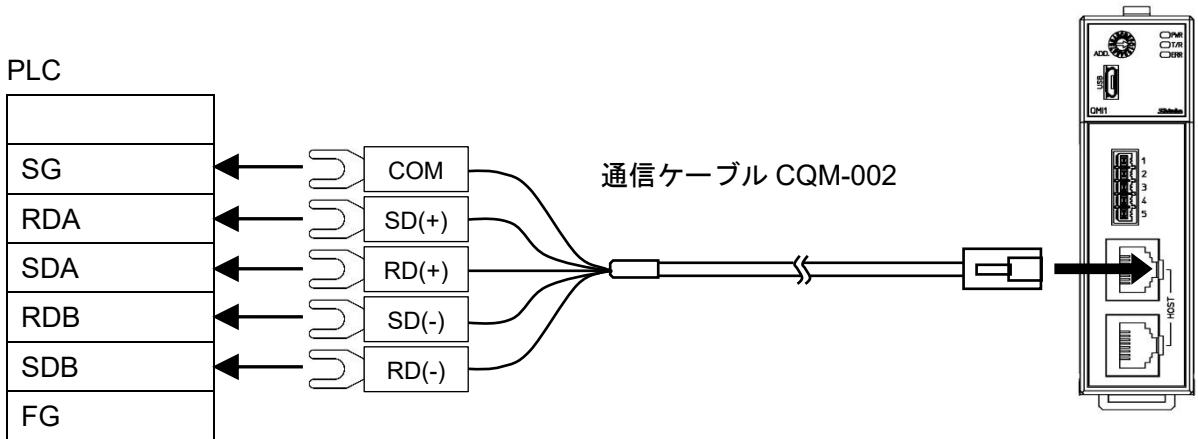 PLC
SG
RDA
SDA
RDB
SDB
FG
COM
SD(+)
RD(+)
SD(-)
RD(-)
通信ケーブル CQM-002
ADD.
PWR
T/R
ERR
USB
QMI1
Shinko
1
2
3
4
5
HOST